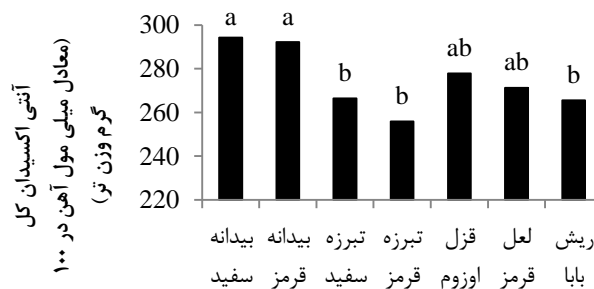 آنتی اکسیدان کل
(معادل میلی مول آهن در ۱۰۰
گرم وزن تر)
300
280
260
240
220
a
a
b
b
ab
ab
b
بیدانه سفید
بیدانه قرمز
تبرزه سفید
تبرزه قرمز
قزل اوزوم
لعل قرمز
ریش بابا